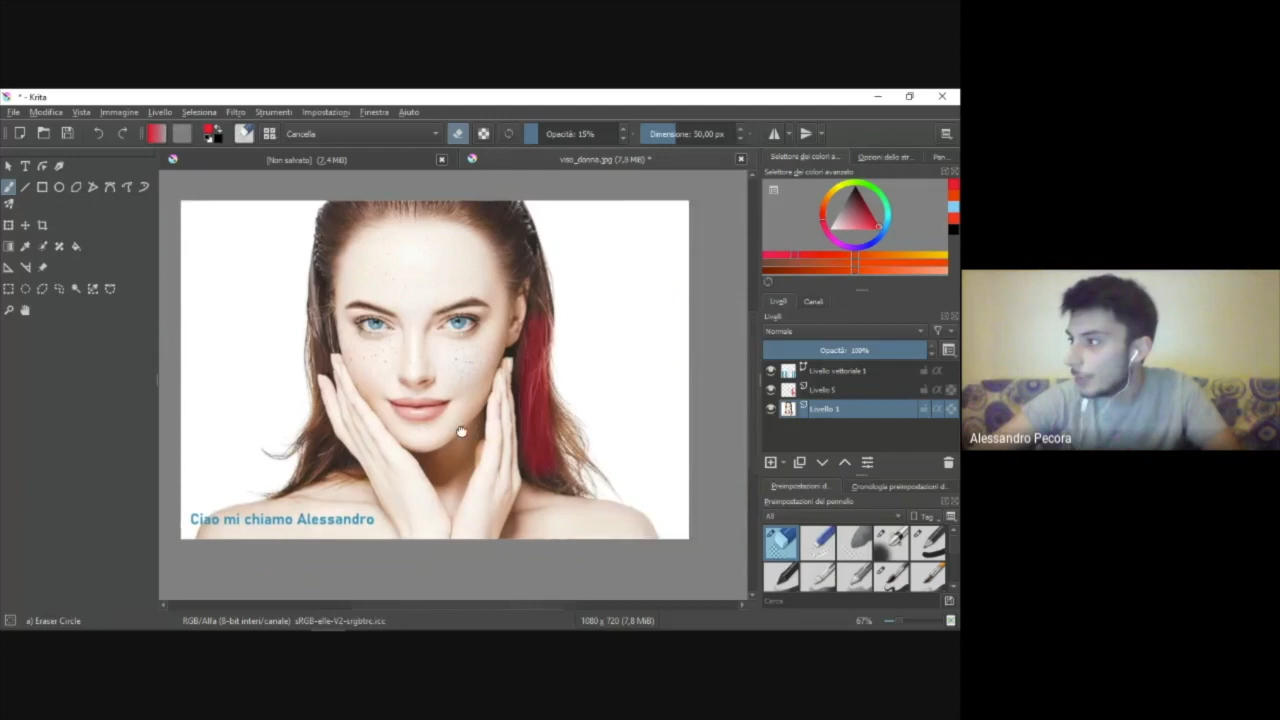 * - Krita
File Modifica Vista Immagine Livello Seleziona Filtro Strumenti Impostazioni Finestra Aiuto
Cancella Opacità: 15% Dimensione: 50,00 px
[Non salvato] (2,4 MiB) viso_donna.jpg (7,8 MiB) *
Selettore dei colori a... Opzioni dello str... Pan...
Selettore dei colori avanzato
Livelli Canali
Livelli
Normale
Opacità: 100%
Livello vettoriale 1
Livello 5
Livello 1
Alessandro Pecora
Preimpostazioni d... Cronologia preimpostazioni d...
Preimpostazioni del pennello
All Tag
Ciao mi chiamo Alessandro
Cerca
a) Eraser Circle RGB/Alfa (8-bit interi/canale) sRGB-elle-V2-srgbtrc.icc 1080 x 720 (7,8 MiB) 67%